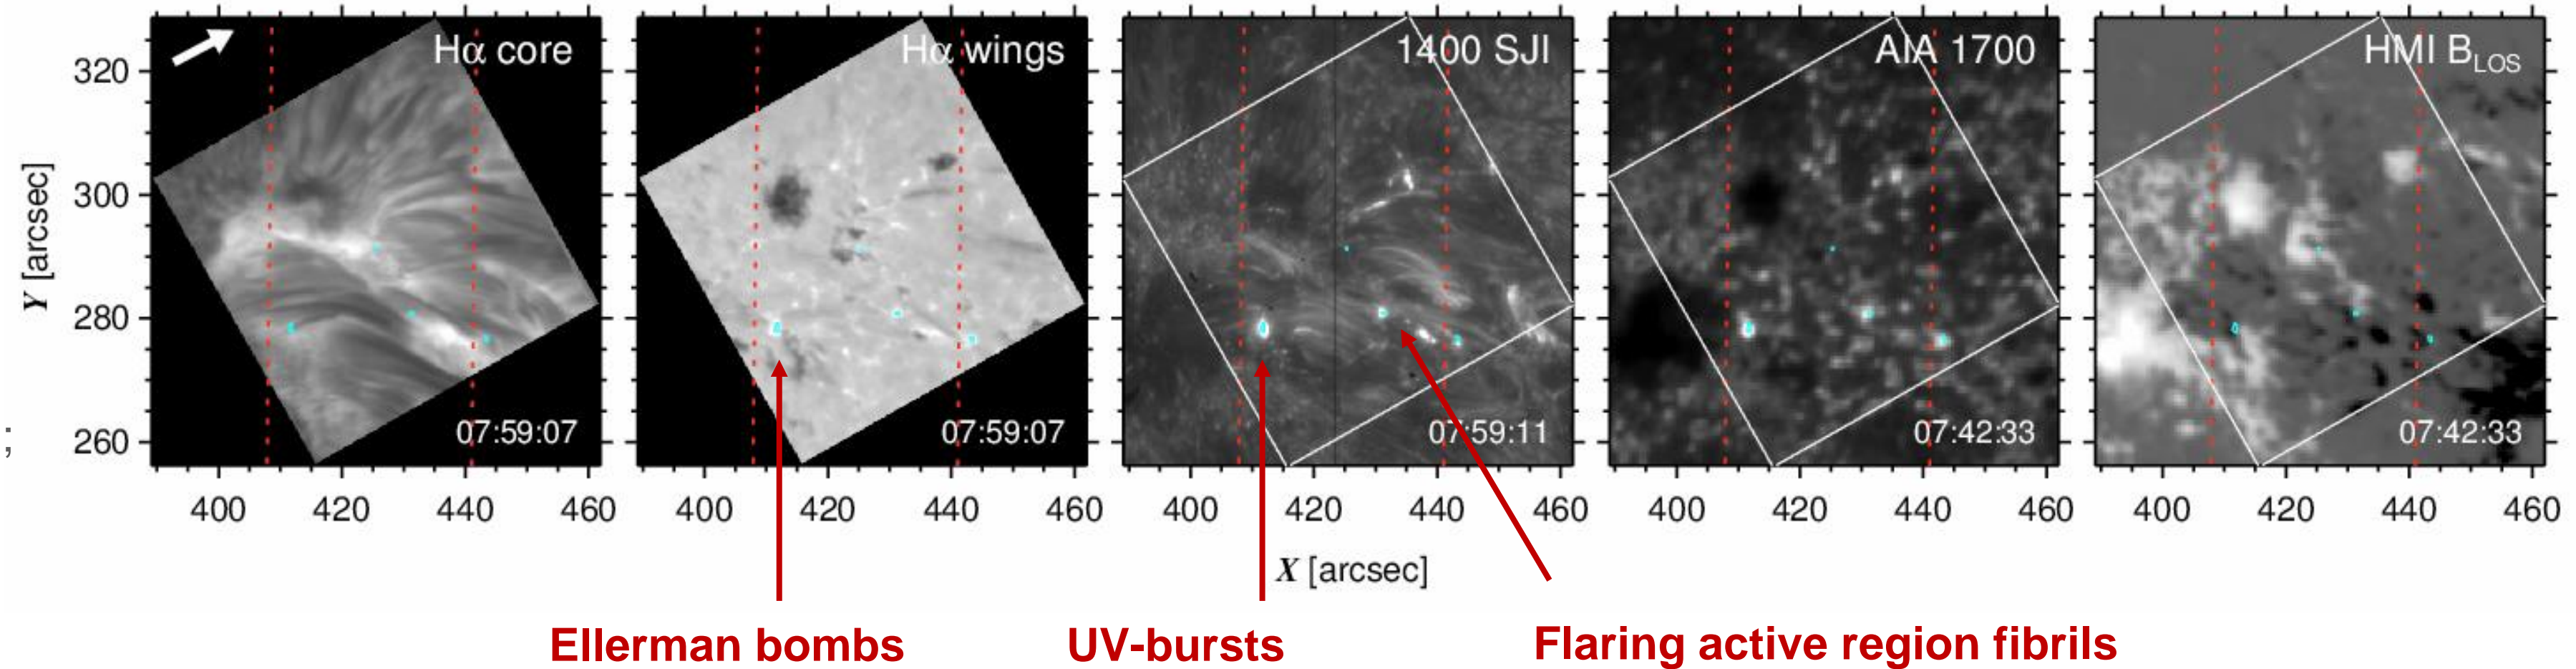 Hα core
Hα wings
1400 SJI
AIA 1700
HMI B_LOS
320
300
280
260
Y [arcsec]
;
07:59:07
07:59:07
07:59:11
07:42:33
07:42:33
400 420 440 460
400 420 440 460
400 420 440 460
400 420 440 460
400 420 440 460
X [arcsec]
Ellerman bombs
UV-bursts
Flaring active region fibrils